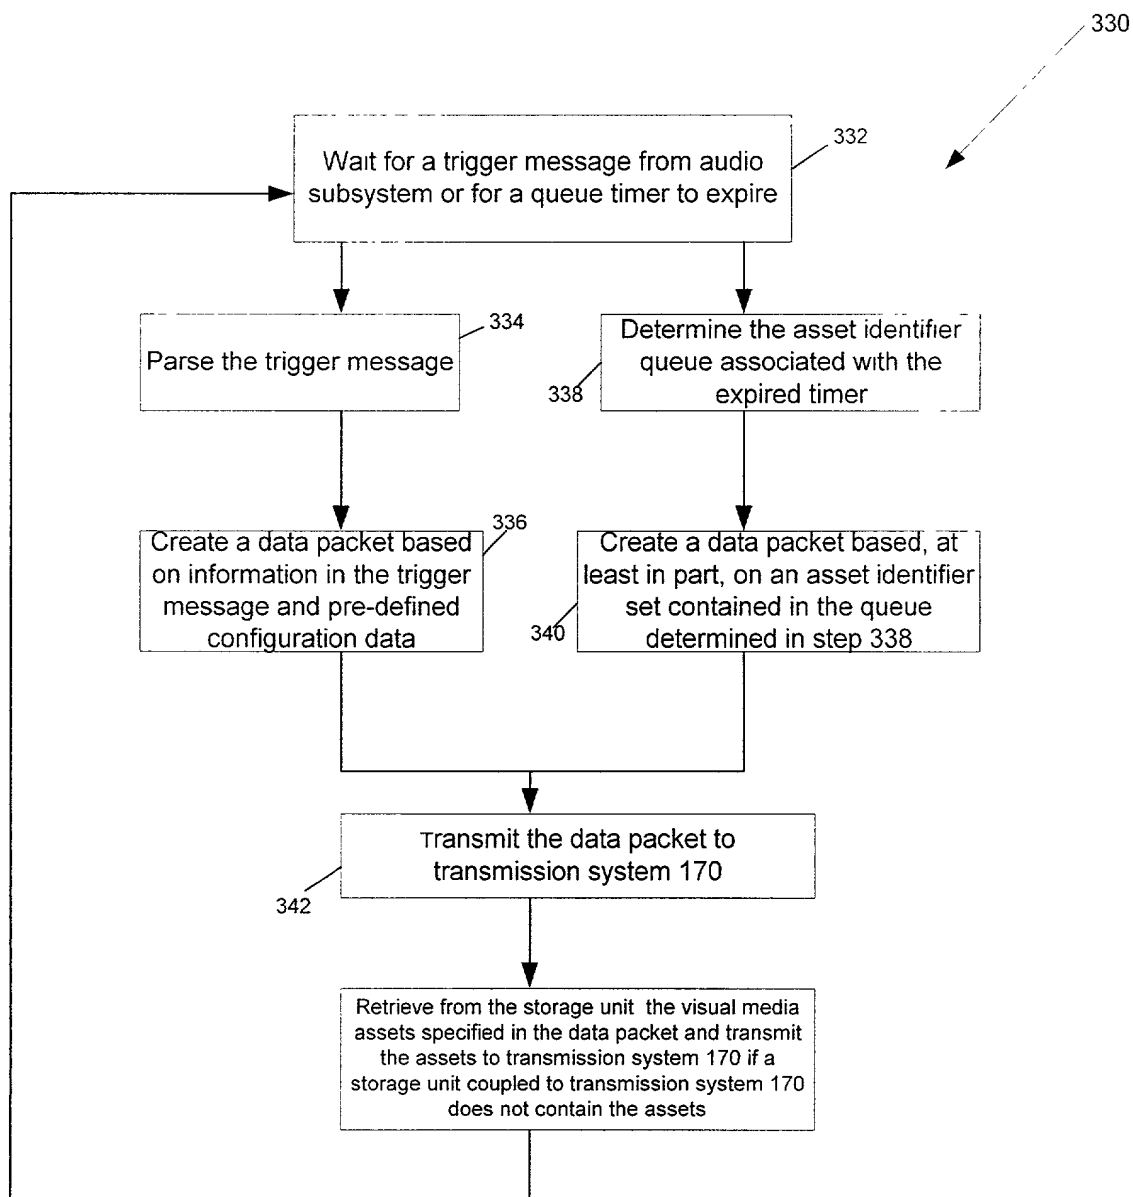 330
Wait for a trigger message from audio
subsystem or for a queue timer to expire
332
334
Parse the trigger message
Determine the asset identifier
queue associated with the
expired timer
338
336
Create a data packet based
on information in the trigger
message and pre-defined
configuration data
Create a data packet based, at
least in part, on an asset identifier
set contained in the queue
determined in step 338
340
Transmit the data packet to
transmission system 170
342
Retrieve from the storage unit the visual media
assets specified in the data packet and transmit
the assets to transmission system 170 if a
storage unit coupled to transmission system 170
does not contain the assets